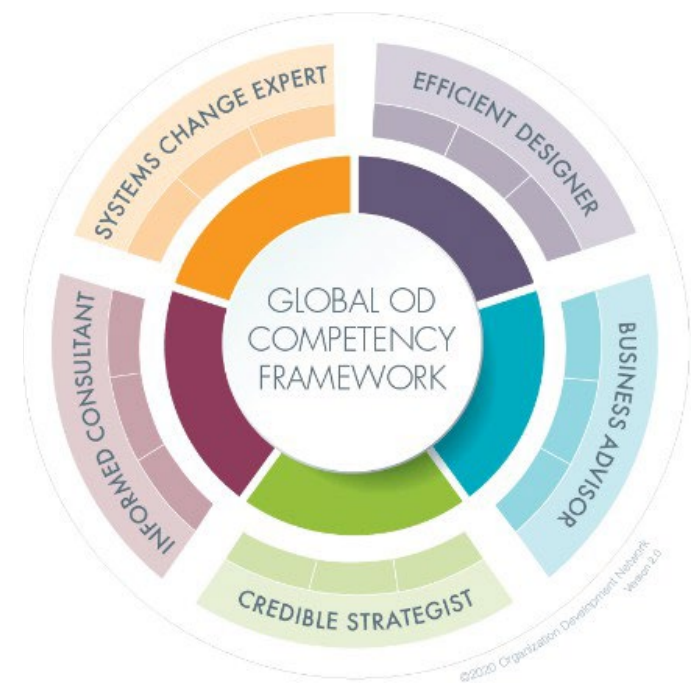 GLOBAL OD
COMPETENCY
FRAMEWORK
SYSTEMS CHANGE EXPERT
EFFICIENT DESIGNER
BUSINESS ADVISOR
CREDIBLE STRATEGIST
INFORMED CONSULTANT
©2020 Organization Development Network
Version 2.0